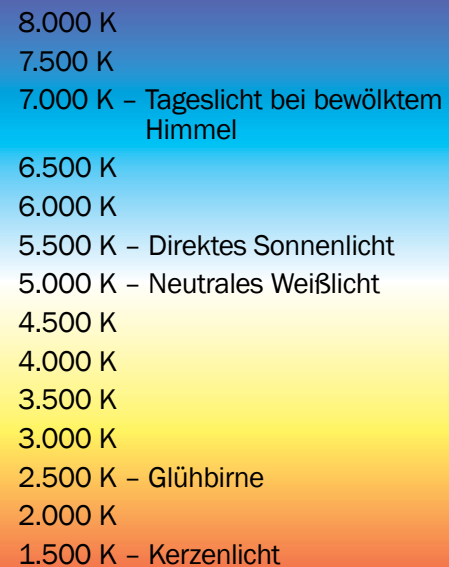 8.000 K
7.500 K
7.000 K – Tageslicht bei bewölktem
Himmel
6.500 K
6.000 K
5.500 K – Direktes Sonnenlicht
5.000 K – Neutrales Weißlicht
4.500 K
4.000 K
3.500 K
3.000 K
2.500 K – Glühbirne
2.000 K
1.500 K – Kerzenlicht